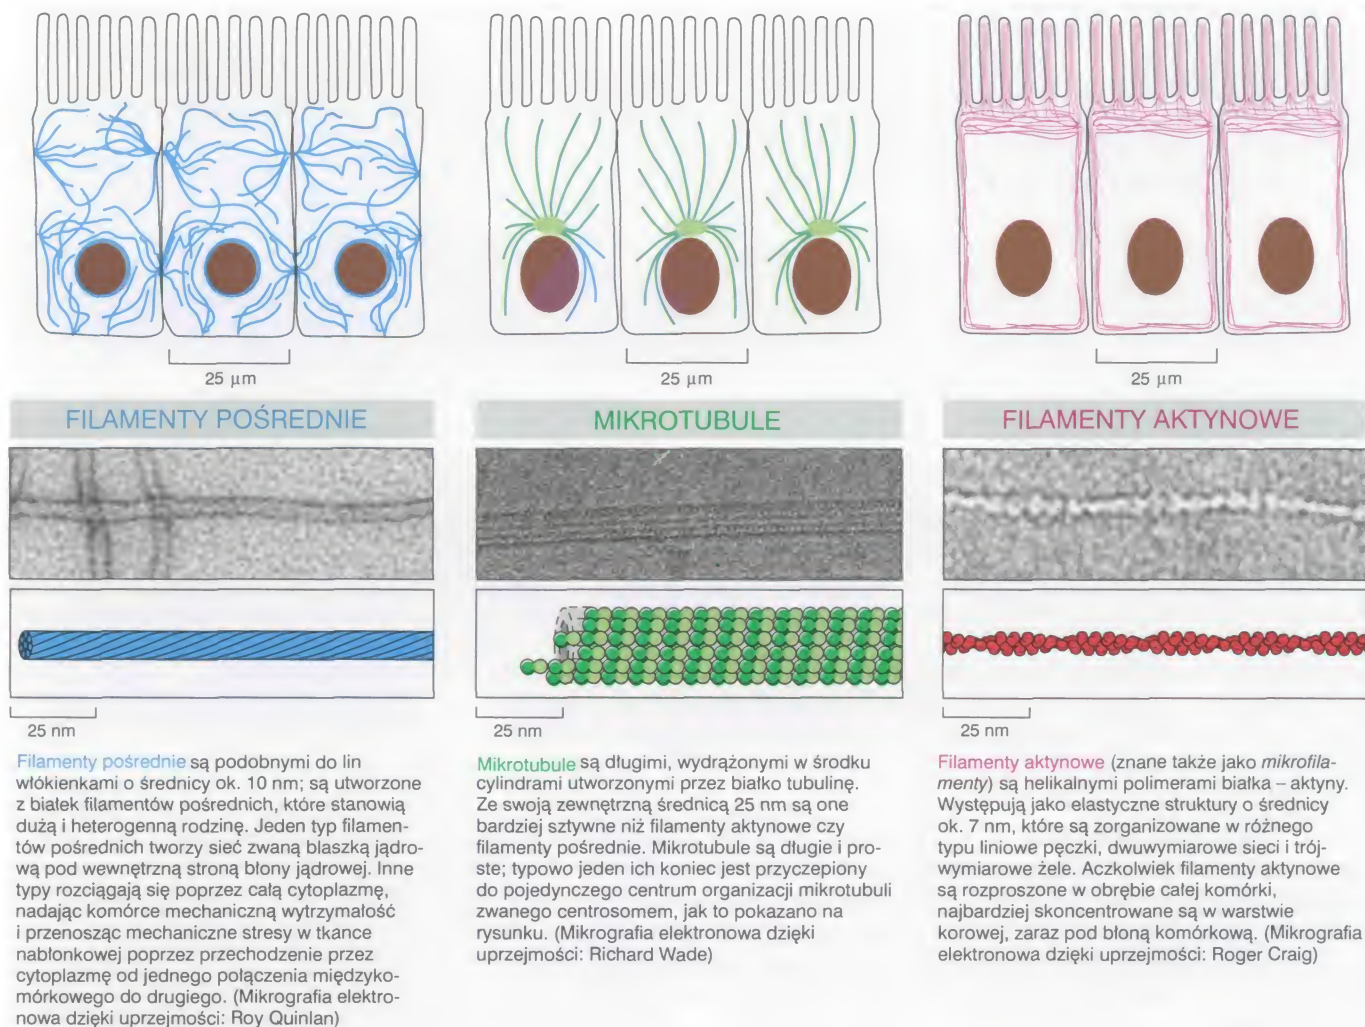 25 μm
25 μm
25 μm
FILAMENTY POŚREDNIE
MIKROTUBULE
FILAMENTY AKTYNOWE
25 nm
25 nm
25 nm
Filamenty pośrednie są podobnymi do lin
włókienkami o średnicy ok. 10 nm; są utworzone
z białek filamentów pośrednich, które stanowią
dużą i heterogenną rodzinę. Jeden typ filamen-
tów pośrednich tworzy sieć zwaną blaszką jądro-
wą pod wewnętrzną stroną błony jądrowej. Inne
typy rozciągają się poprzez całą cytoplazmę,
nadając komórce mechaniczną wytrzymałość
i przenosząc mechaniczne stresy w tkance
nabłonkowej poprzez przechodzenie przez
cytoplazmę od jednego połączenia międzyko-
mórkowego do drugiego. (Mikrografia elektro-
nowa dzięki uprzejmości: Roy Quinlan)
Mikrotubule są długimi, wydrążonymi w środku
cylindrami utworzonymi przez białko tubulinę.
Ze swoją zewnętrzną średnicą 25 nm są one
bardziej sztywne niż filamenty aktynowe czy
filamenty pośrednie. Mikrotubule są długie i pro-
ste; typowo jeden ich koniec jest przyczepiony
do pojedynczego centrum organizacji mikrotubuli
zwanego centrosomem, jak to pokazano na
rysunku. (Mikrografia elektronowa dzięki
uprzejmości: Richard Wade)
Filamenty aktynowe (znane także jako mikrofila-
menty) są helikalnymi polimerami białka – aktyny.
Występują jako elastyczne struktury o średnicy
ok. 7 nm, które są zorganizowane w różnego
typu liniowe pęczki, dwuwymiarowe sieci i trój-
wymiarowe żele. Aczkolwiek filamenty aktynowe
są rozproszone w obrębie całej komórki,
najbardziej skoncentrowane są w warstwie
korowej, zaraz pod błoną komórkową. (Mikrografia
elektronowa dzięki uprzejmości: Roger Craig)